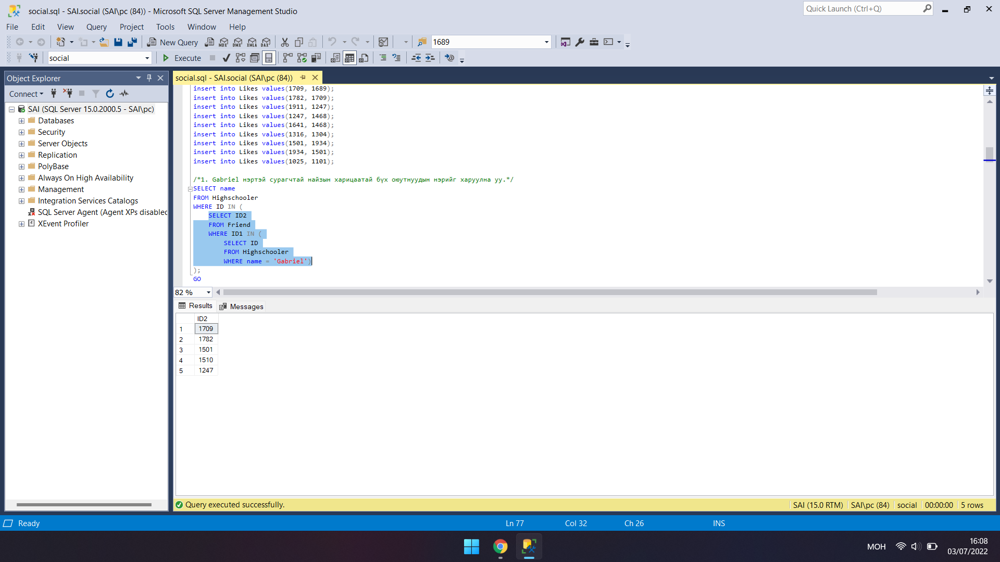 social.sql - SAI.social (SAI\pc (84)) - Microsoft SQL Server Management Studio
Quick Launch (Ctrl+Q)
File Edit View Query Project Tools Window Help
New Query MDX DMX XMLA DAX 1689
social Execute
Object Explorer
social.sql - SAI.social (SAI\pc (84))
Connect
SAI (SQL Server 15.0.2000.5 - SAI\pc)
Databases
Security
Server Objects
Replication
PolyBase
Always On High Availability
Management
Integration Services Catalogs
SQL Server Agent (Agent XPs disabled
XEvent Profiler
insert into Likes values(1709, 1689);
insert into Likes values(1782, 1709);
insert into Likes values(1911, 1247);
insert into Likes values(1247, 1468);
insert into Likes values(1641, 1468);
insert into Likes values(1316, 1304);
insert into Likes values(1501, 1934);
insert into Likes values(1934, 1501);
insert into Likes values(1025, 1101);
/*1. Gabriel нэртэй сурагчтай найзын харицаатай бүх оюутнуудын нэрийг харуулна уу.*/
SELECT name
FROM Highschooler
WHERE ID IN (
SELECT ID2
FROM Friend
WHERE ID1 IN (
SELECT ID
FROM Highschooler
WHERE name = 'Gabriel')
);
GO
82 %
Results Messages
ID2
1 1709
2 1782
3 1501
4 1510
5 1247
Query executed successfully.
SAI (15.0 RTM) SAI\pc (84) social 00:00:00 5 rows
Ready Ln 77 Col 32 Ch 26 INS
МОН
16:08
03/07/2022